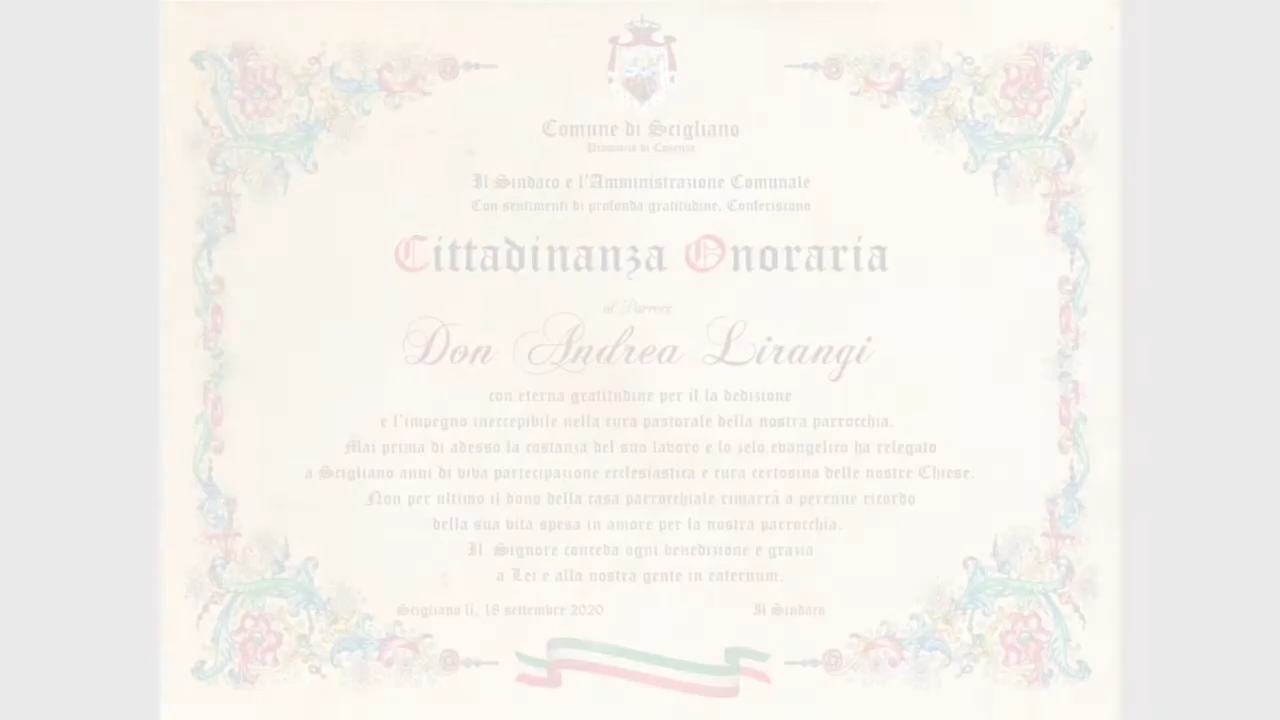 Comune di Scigliano
Provincia di Cosenza
Il Sindaco e l'Amministrazione Comunale
Con sentimenti di profonda gratitudine, Conferiscono
Cittadinanza Onoraria
al Parroco
Don Andrea Lirangi
con eterna gratitudine per il la dedizione
e l'impegno ineccepibile nella cura pastorale della nostra parrocchia.
Mai prima di adesso la costanza del suo lavoro e lo zelo evangelico ha relegato
a Scigliano anni di viva partecipazione ecclesiastica e cura certosina delle nostre Chiese.
Non per ultimo il dono della casa parrocchiale rimarrà a perenne ricordo
della sua vita spesa in amore per la nostra parrocchia.
Il Signore conceda ogni benedizione e grazia
a Lei e alla nostra gente in eaternum.
Scigliano lì, 18 settembre 2020
Il Sindaco